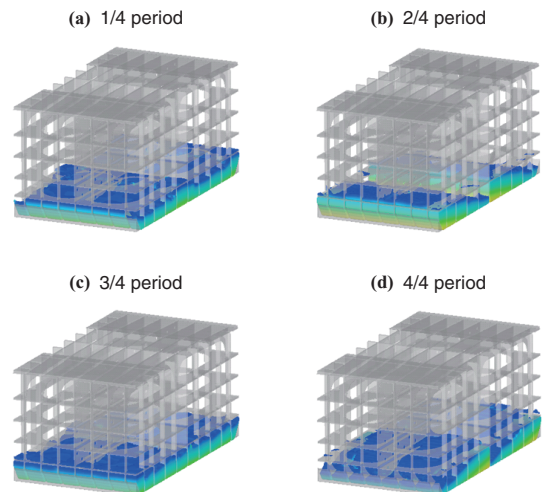 (a) 1/4 period
(b) 2/4 period
(c) 3/4 period
(d) 4/4 period